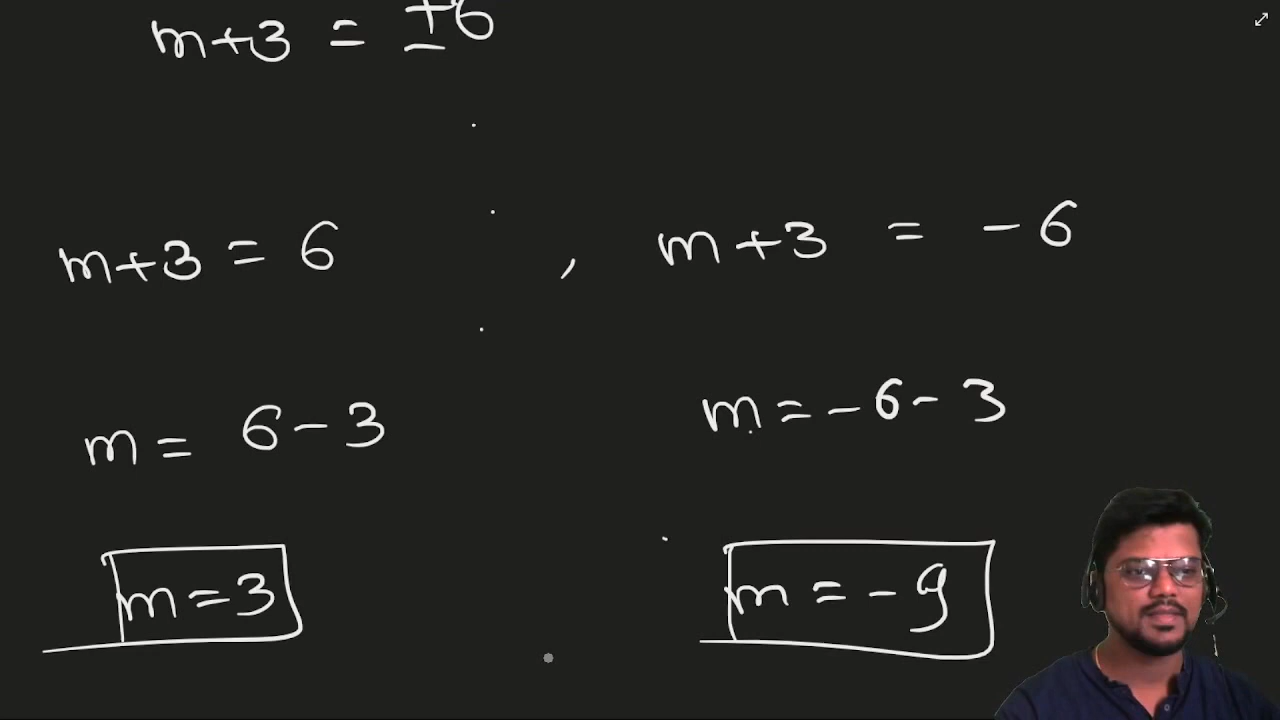 m+3 = ±6
m+3 = 6 , m+3 = -6
m = 6-3 m = -6-3
m = 3 m = -9